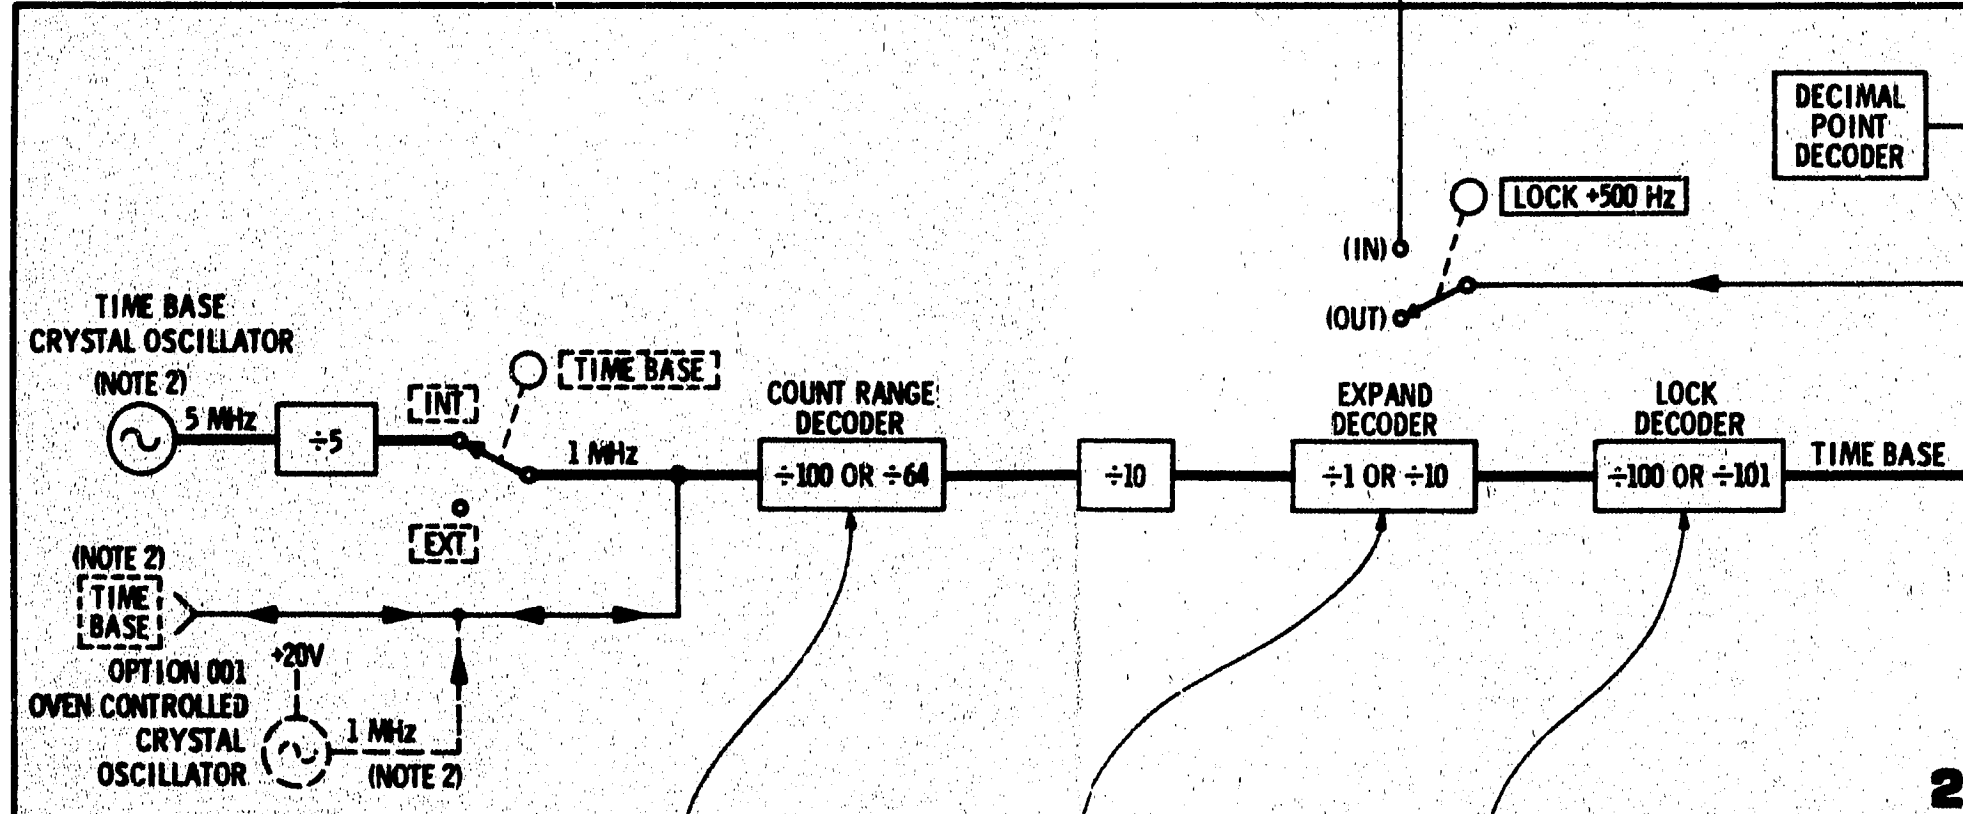 DECIMAL
POINT
DECODER
LOCK +500 Hz
(IN)
(OUT)
TIME BASE
CRYSTAL OSCILLATOR
(NOTE 2)
5 MHz
÷5
INT
TIME BASE
EXT
1 MHz
COUNT RANGE
DECODER
÷100 OR ÷64
÷10
EXPAND
DECODER
÷1 OR ÷10
LOCK
DECODER
÷100 OR ÷101
TIME BASE
(NOTE 2)
TIME
BASE
OPTION 001
OVEN CONTROLLED
CRYSTAL
OSCILLATOR
+20V
1 MHz
(NOTE 2)
2